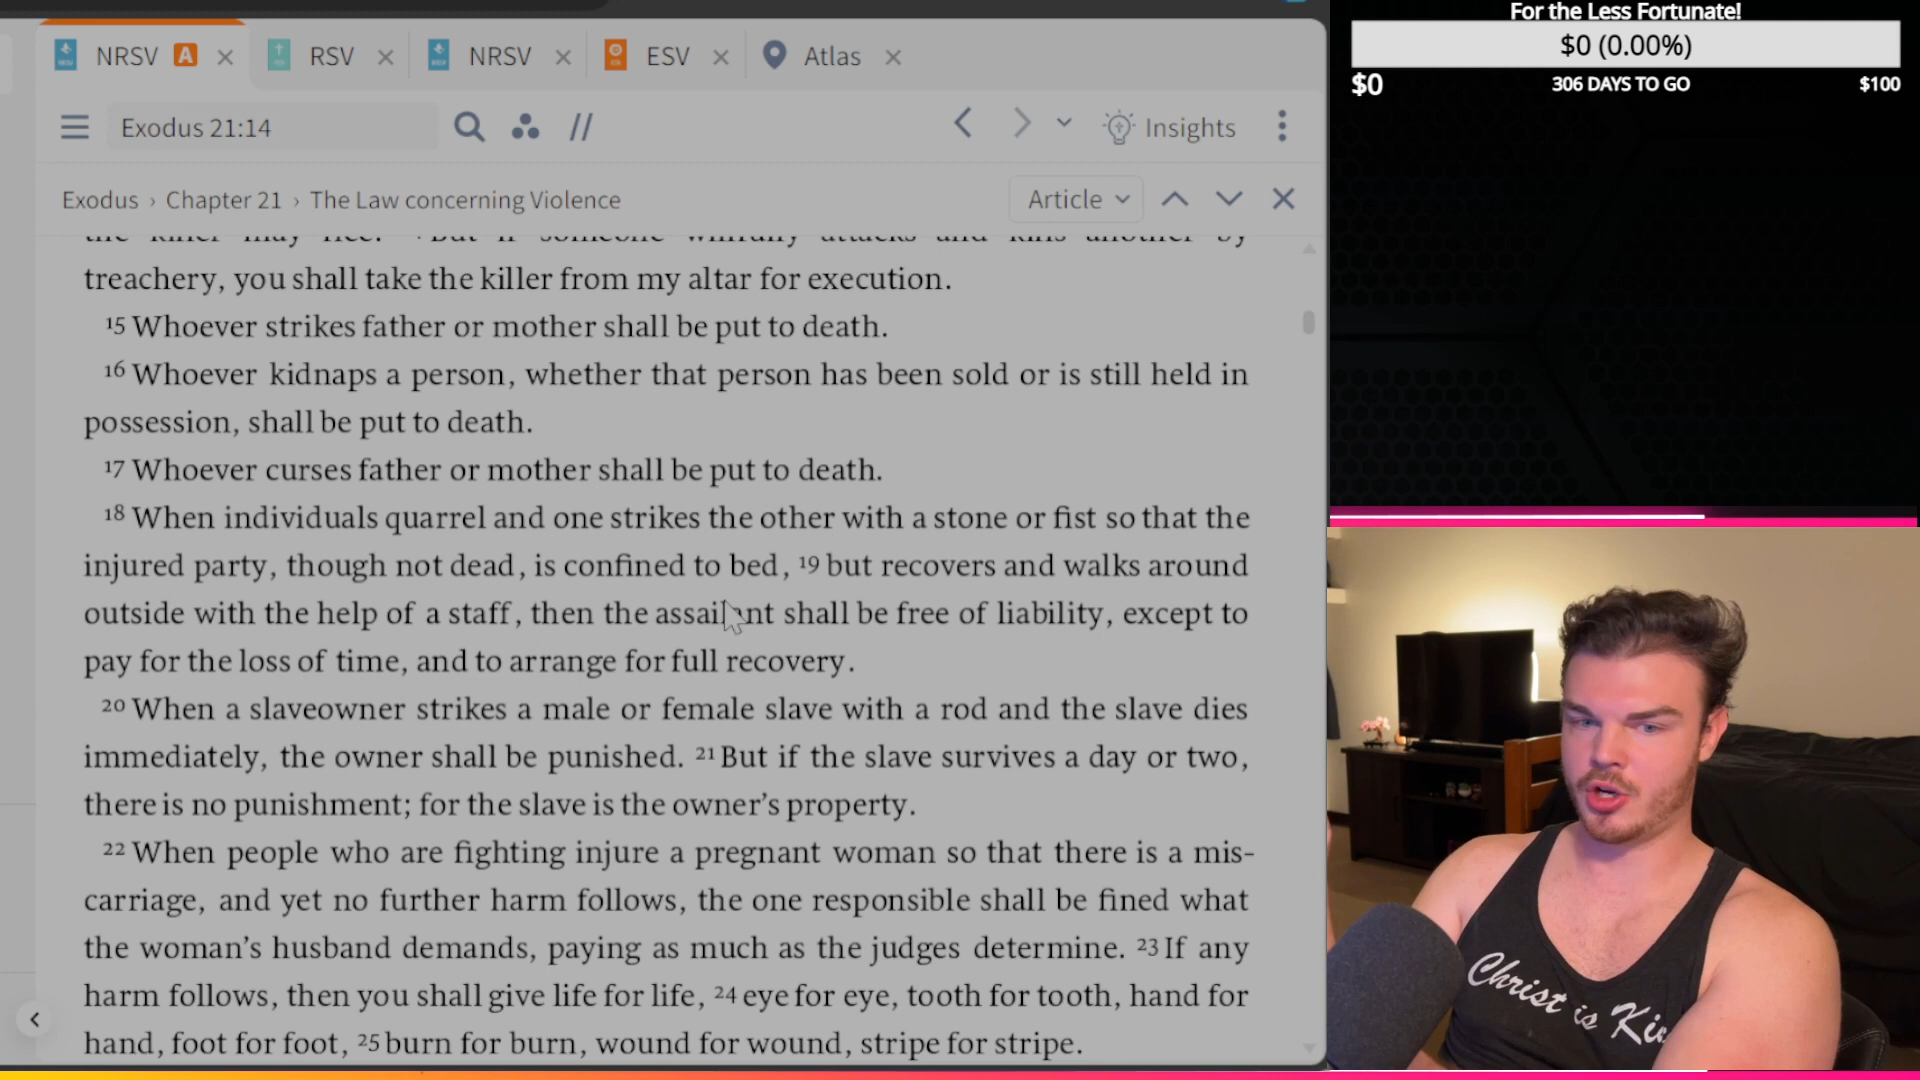 NRSV A
RSV
NRSV
ESV
Atlas
Exodus 21:14
Insights
Exodus › Chapter 21 › The Law concerning Violence
Article
treachery, you shall take the killer from my altar for execution.
15 Whoever strikes father or mother shall be put to death.
16 Whoever kidnaps a person, whether that person has been sold or is still held in
possession, shall be put to death.
17 Whoever curses father or mother shall be put to death.
18 When individuals quarrel and one strikes the other with a stone or fist so that the
injured party, though not dead, is confined to bed, 19 but recovers and walks around
outside with the help of a staff, then the assailant shall be free of liability, except to
pay for the loss of time, and to arrange for full recovery.
20 When a slaveowner strikes a male or female slave with a rod and the slave dies
immediately, the owner shall be punished. 21 But if the slave survives a day or two,
there is no punishment; for the slave is the owner’s property.
22 When people who are fighting injure a pregnant woman so that there is a mis-
carriage, and yet no further harm follows, the one responsible shall be fined what
the woman’s husband demands, paying as much as the judges determine. 23 If any
harm follows, then you shall give life for life, 24 eye for eye, tooth for tooth, hand for
hand, foot for foot, 25 burn for burn, wound for wound, stripe for stripe.
For the Less Fortunate!
$0 (0.00%)
$0 306 DAYS TO GO $100
Christ is